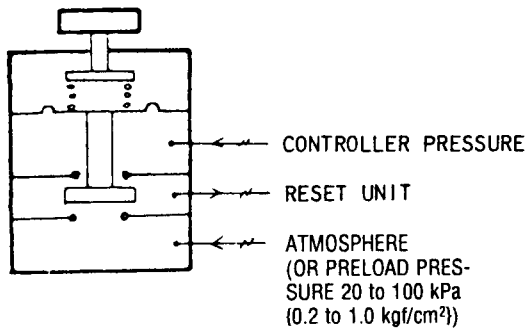 CONTROLLER PRESSURE
RESET UNIT
ATMOSPHERE
(OR PRELOAD PRES-
SURE 20 to 100 kPa
{0.2 to 1.0 kgf/cm²})